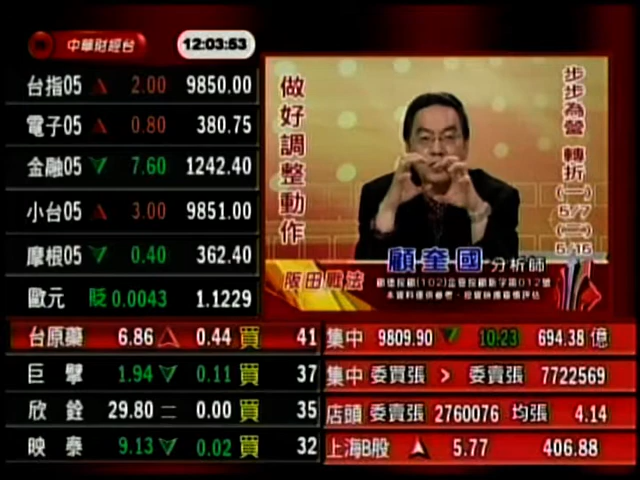 中華財經台
12:03:53
台指05 2.00 9850.00
電子05 0.80 380.75
金融05 7.60 1242.40
小台05 3.00 9851.00
摩根05 0.40 362.40
歐元 貶 0.0043 1.1229
做好調整動作
步步為營 轉折(一) 5/7 (二) 5/15
顧奎國 分析師
阪田戰法
台原藥 6.86 0.44 買 41
巨擘 1.94 0.11 買 37
欣銓 29.80 0.00 買 35
映泰 9.13 0.02 買 32
集中 9809.90 10.23 694.38 億
集中 委買張 > 委賣張 7722569
店頭 委賣張 2760076 均張 4.14
上海B股 5.77 406.88